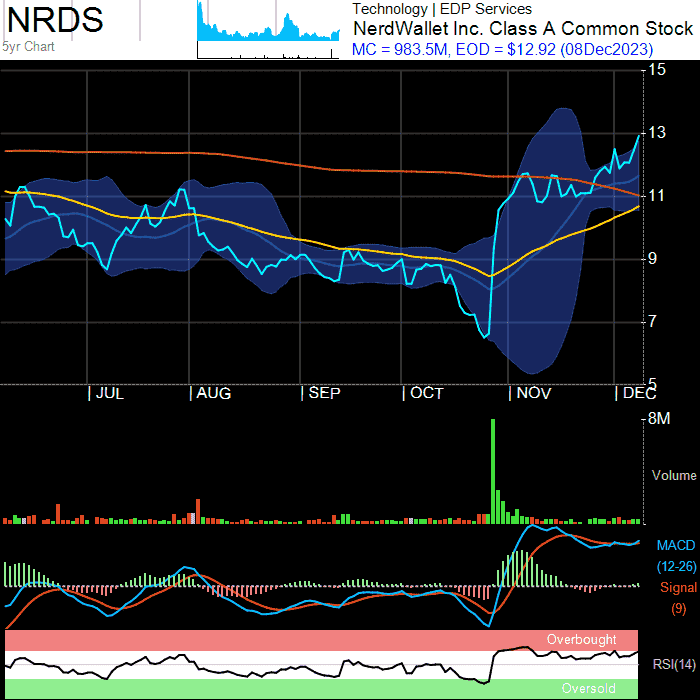 NRDS
5yr Chart
Technology | EDP Services
NerdWallet Inc. Class A Common Stock
MC = 983.5M, EOD = $12.92 (08Dec2023)
15
13
11
9
7
5
| JUL | AUG | SEP | OCT | NOV | DEC
8M
Volume
MACD
(12-26)
Signal
(9)
Overbought
RSI(14)
Oversold